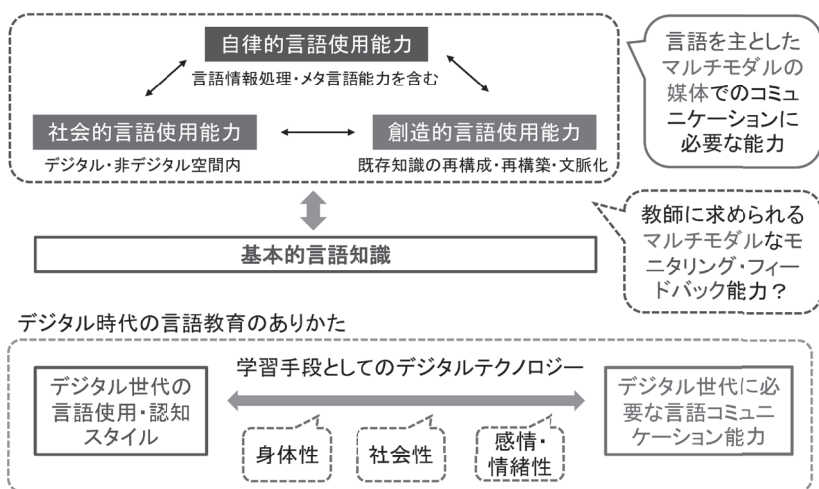 自律的言語使用能力
言語情報処理・メタ言語能力を含む
社会的言語使用能力
創造的言語使用能力
デジタル・非デジタル空間内
既存知識の再構成・再構築・文脈化
言語を主とした
マルチモダルの
媒体でのコミュ
ニケーションに
必要な能力
基本的言語知識
教師に求められる
マルチモダルなモ
ニタリング・フィー
ドバック能力？
デジタル時代の言語教育のありかた
学習手段としてのデジタルテクノロジー
デジタル世代の
言語使用・認知
スタイル
デジタル世代に必
要な言語コミュニ
ケーション能力
身体性
社会性
感情・
情緒性